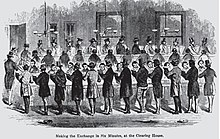 Making the Exchange in Six Minutes, at the Clearing House.